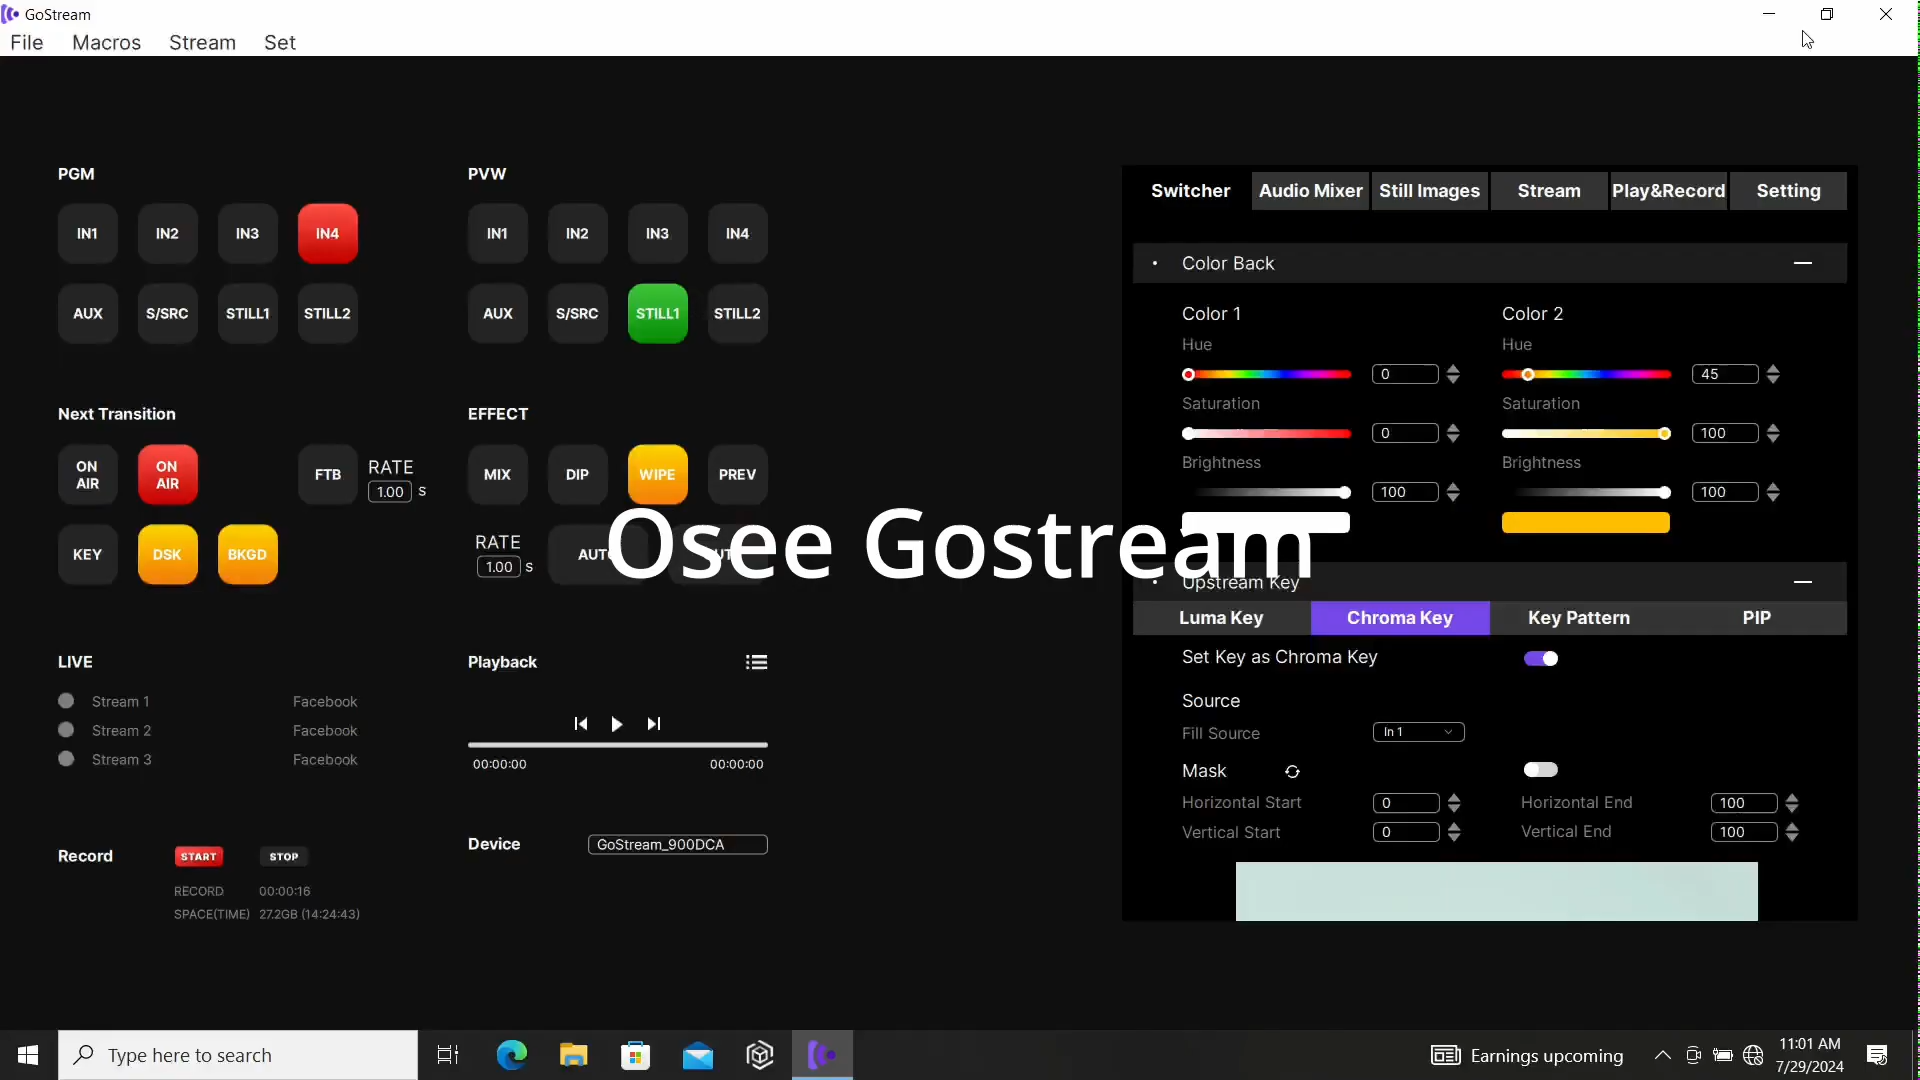 GoStream
File Macros Stream Set
PGM
IN1 IN2 IN3 IN4
AUX S/SRC STILL1 STILL2
PVW
IN1 IN2 IN3 IN4
AUX S/SRC STILL1 STILL2
Next Transition
ON AIR
ON AIR
FTB RATE
1.00 s
KEY DSK BKGD
EFFECT
MIX DIP WIPE PREV
RATE
1.00 s
Osee Gostream
LIVE
Stream 1 Facebook
Stream 2 Facebook
Stream 3 Facebook
Playback
00:00:00 00:00:00
Record START STOP
RECORD 00:00:16
SPACE(TIME) 27.2GB (14:24:43)
Device GoStream_900DCA
Switcher Audio Mixer Still Images Stream Play&Record Setting
Color Back
Color 1 Color 2
Hue Hue
0 45
Saturation Saturation
0 100
Brightness Brightness
100 100
Upstream Key
Luma Key Chroma Key Key Pattern PIP
Set Key as Chroma Key
Source
Fill Source In 1
Mask
Horizontal Start 0 Horizontal End 100
Vertical Start 0 Vertical End 100
Type here to search
Earnings upcoming
11:01 AM
7/29/2024